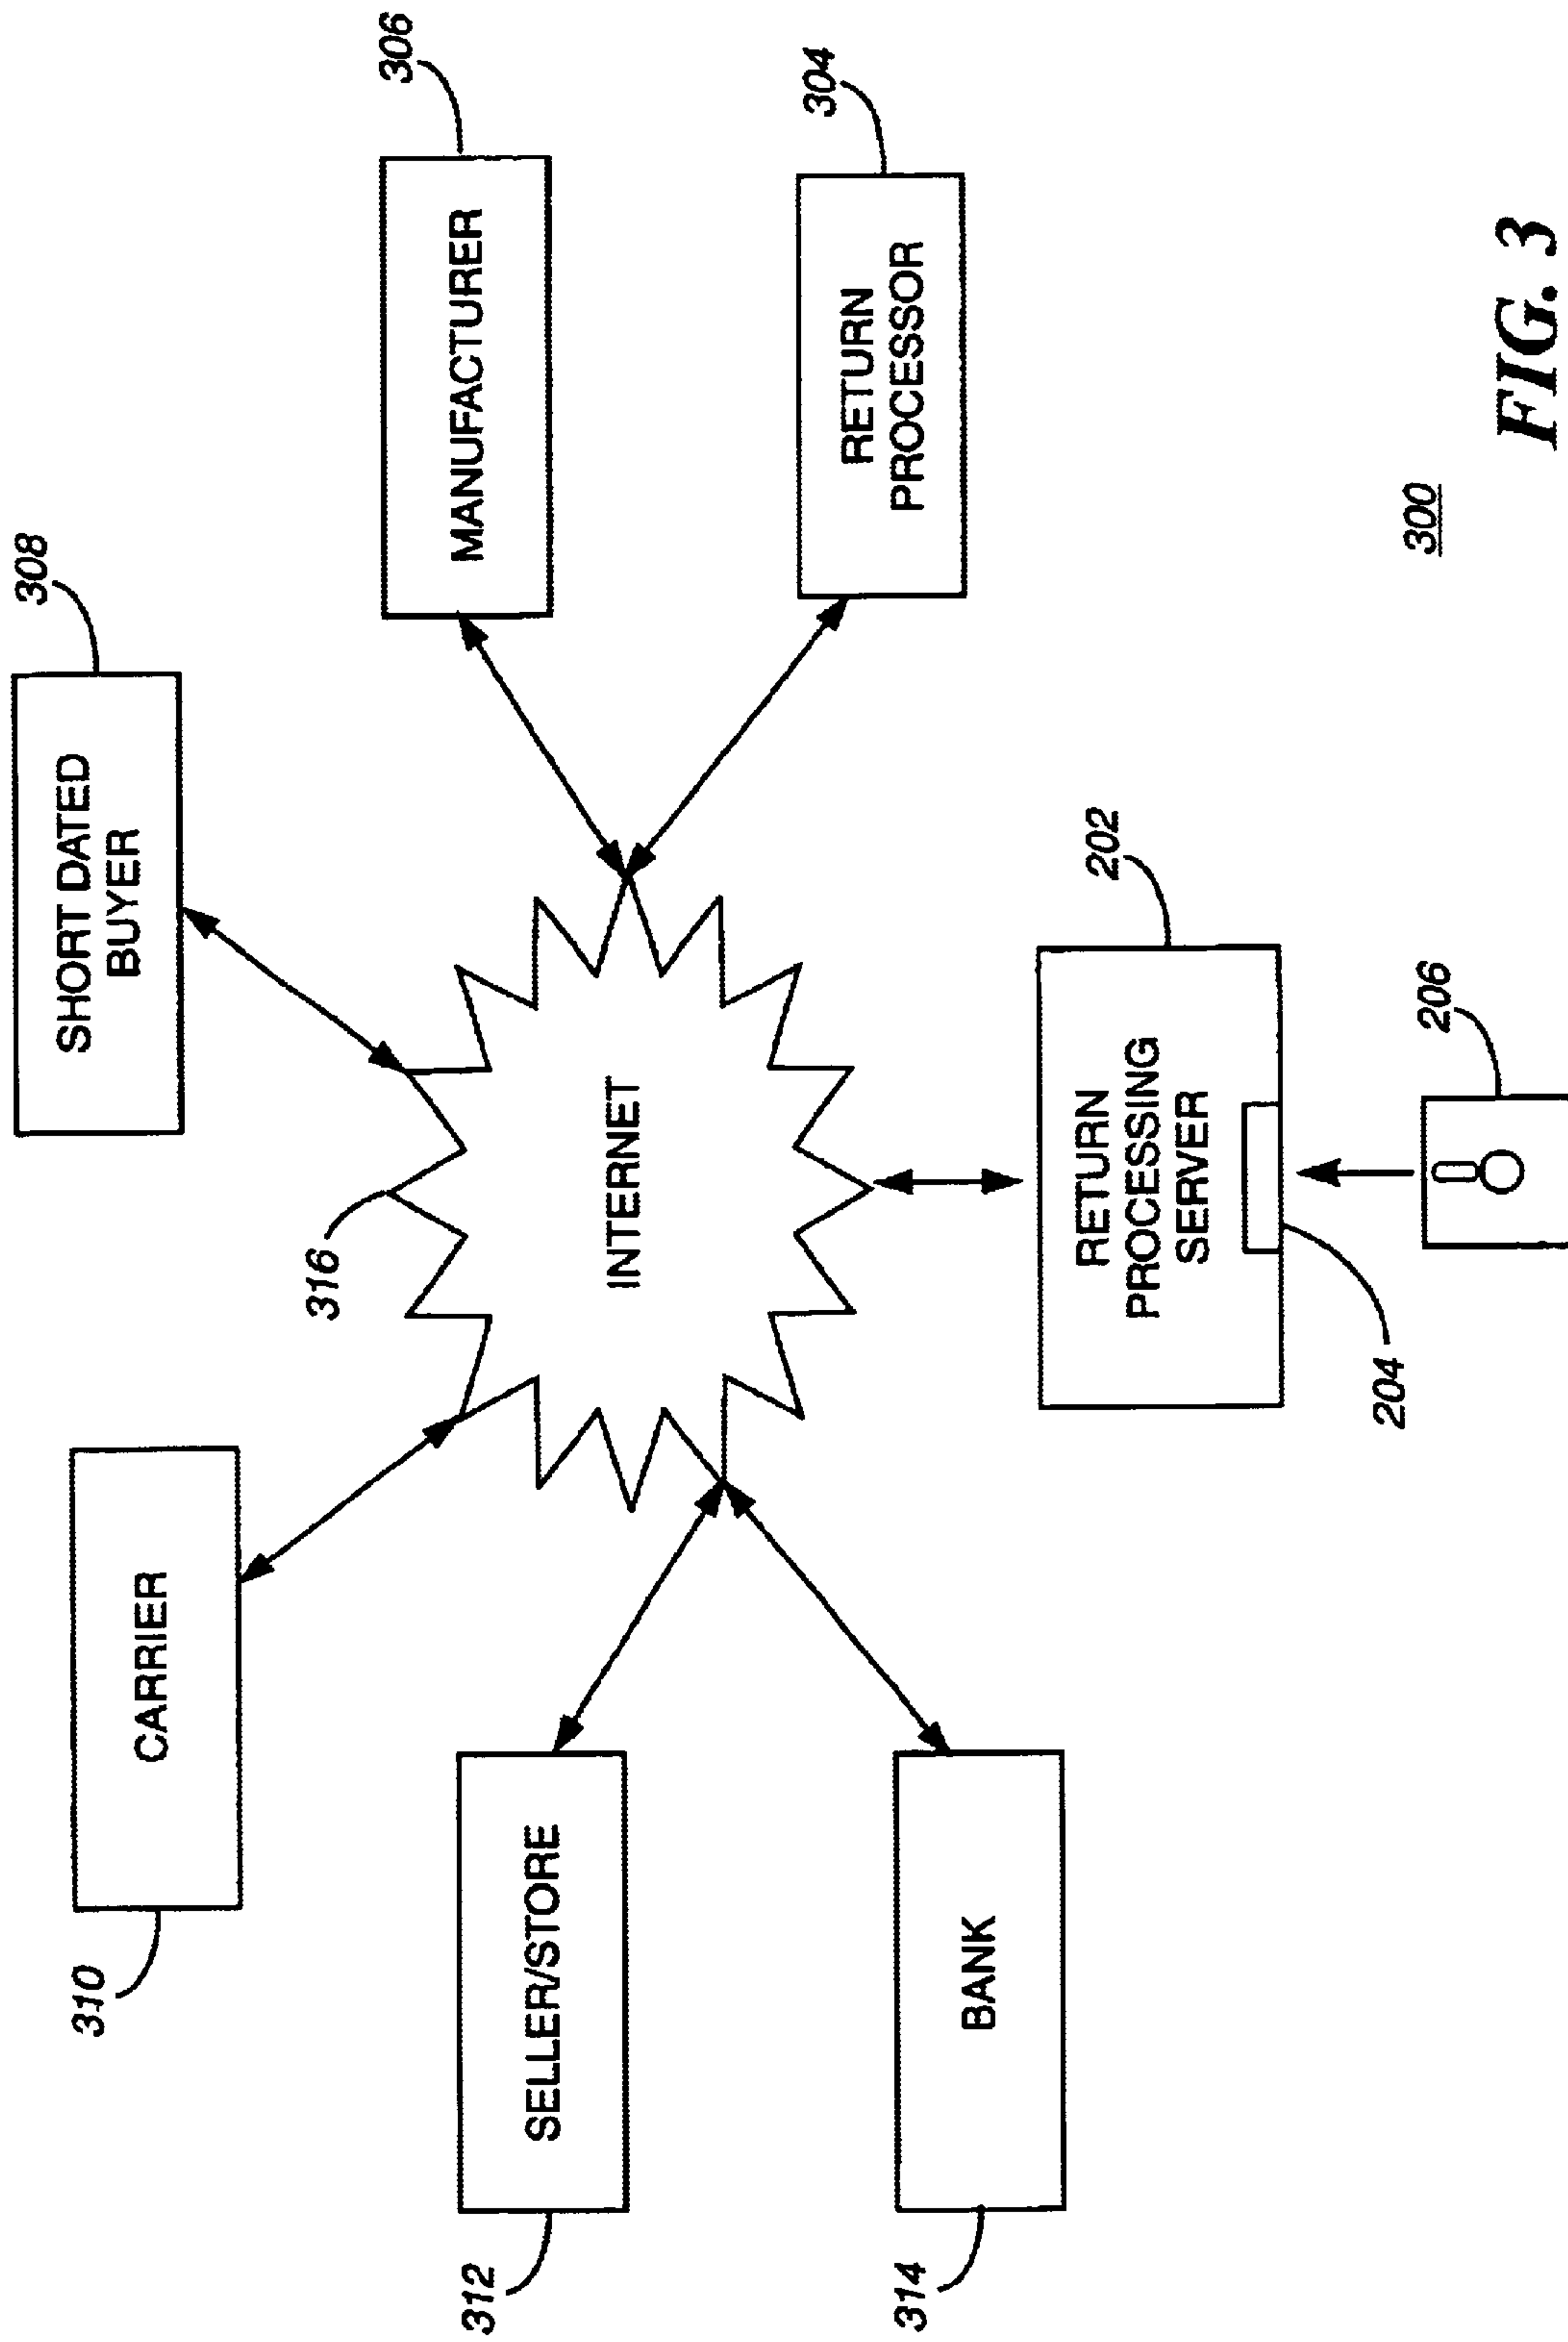 308
SHORT DATED
BUYER
310
CARRIER
306
MANUFACTURER
312
SELLER/STORE
316
INTERNET
304
RETURN
PROCESSOR
314
BANK
202
RETURN
PROCESSING
SERVER
204
206
300
FIG. 3